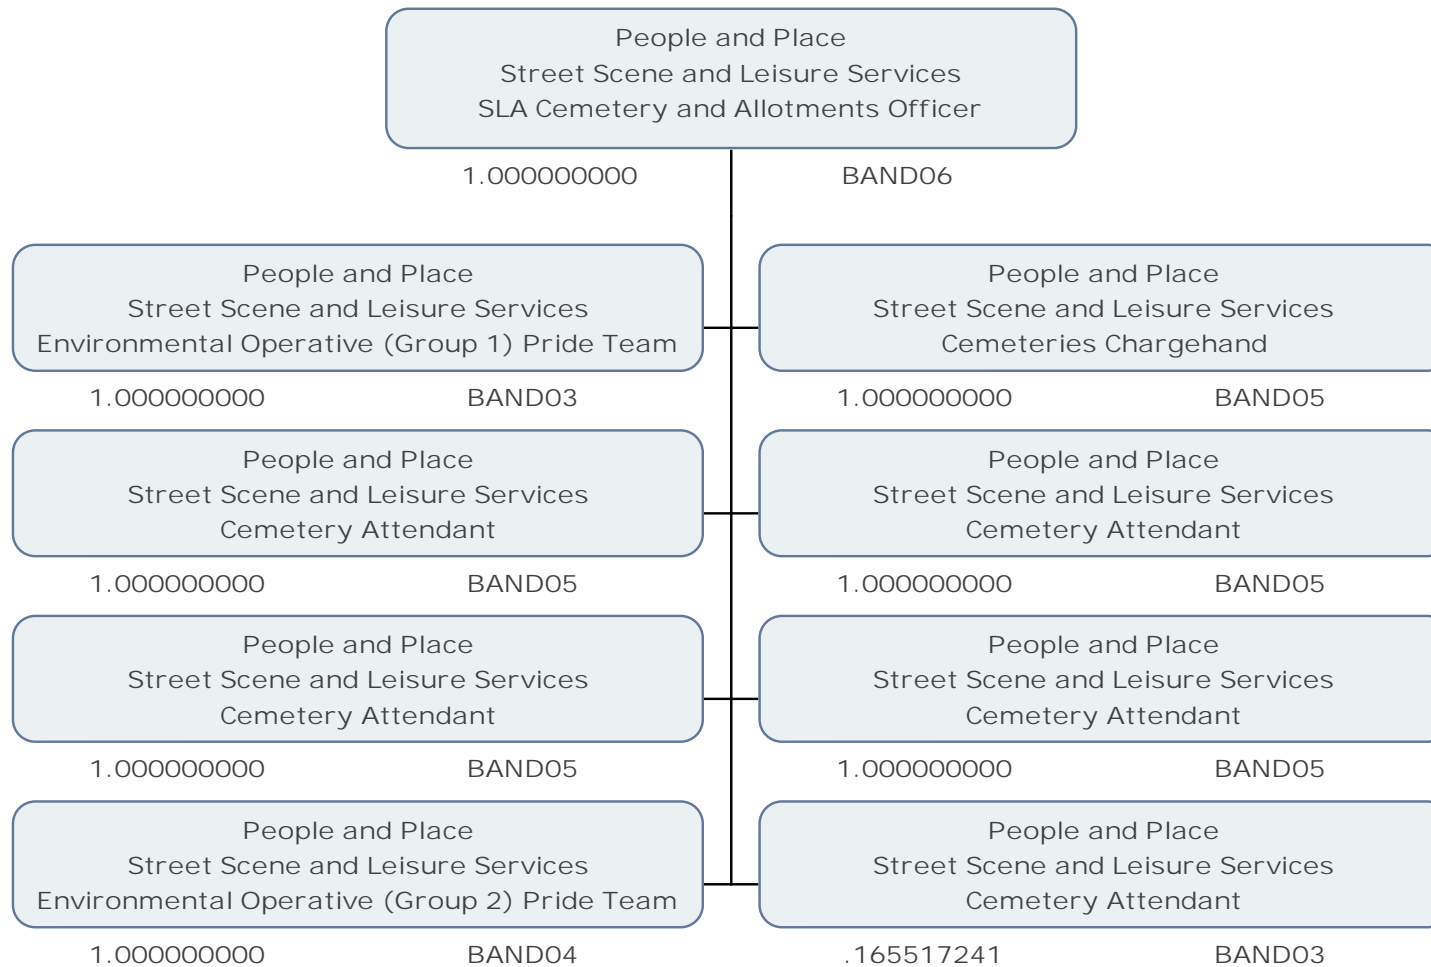 People and Place
Street Scene and Leisure Services
SLA Cemetery and Allotments Officer
1.000000000 BAND06
People and Place
Street Scene and Leisure Services
Environmental Operative (Group 1) Pride Team
1.000000000 BAND03
People and Place
Street Scene and Leisure Services
Cemeteries Chargehand
1.000000000 BAND05
People and Place
Street Scene and Leisure Services
Cemetery Attendant
1.000000000 BAND05
People and Place
Street Scene and Leisure Services
Cemetery Attendant
1.000000000 BAND05
People and Place
Street Scene and Leisure Services
Cemetery Attendant
1.000000000 BAND05
People and Place
Street Scene and Leisure Services
Cemetery Attendant
1.000000000 BAND05
People and Place
Street Scene and Leisure Services
Environmental Operative (Group 2) Pride Team
1.000000000 BAND04
People and Place
Street Scene and Leisure Services
Cemetery Attendant
.165517241 BAND03